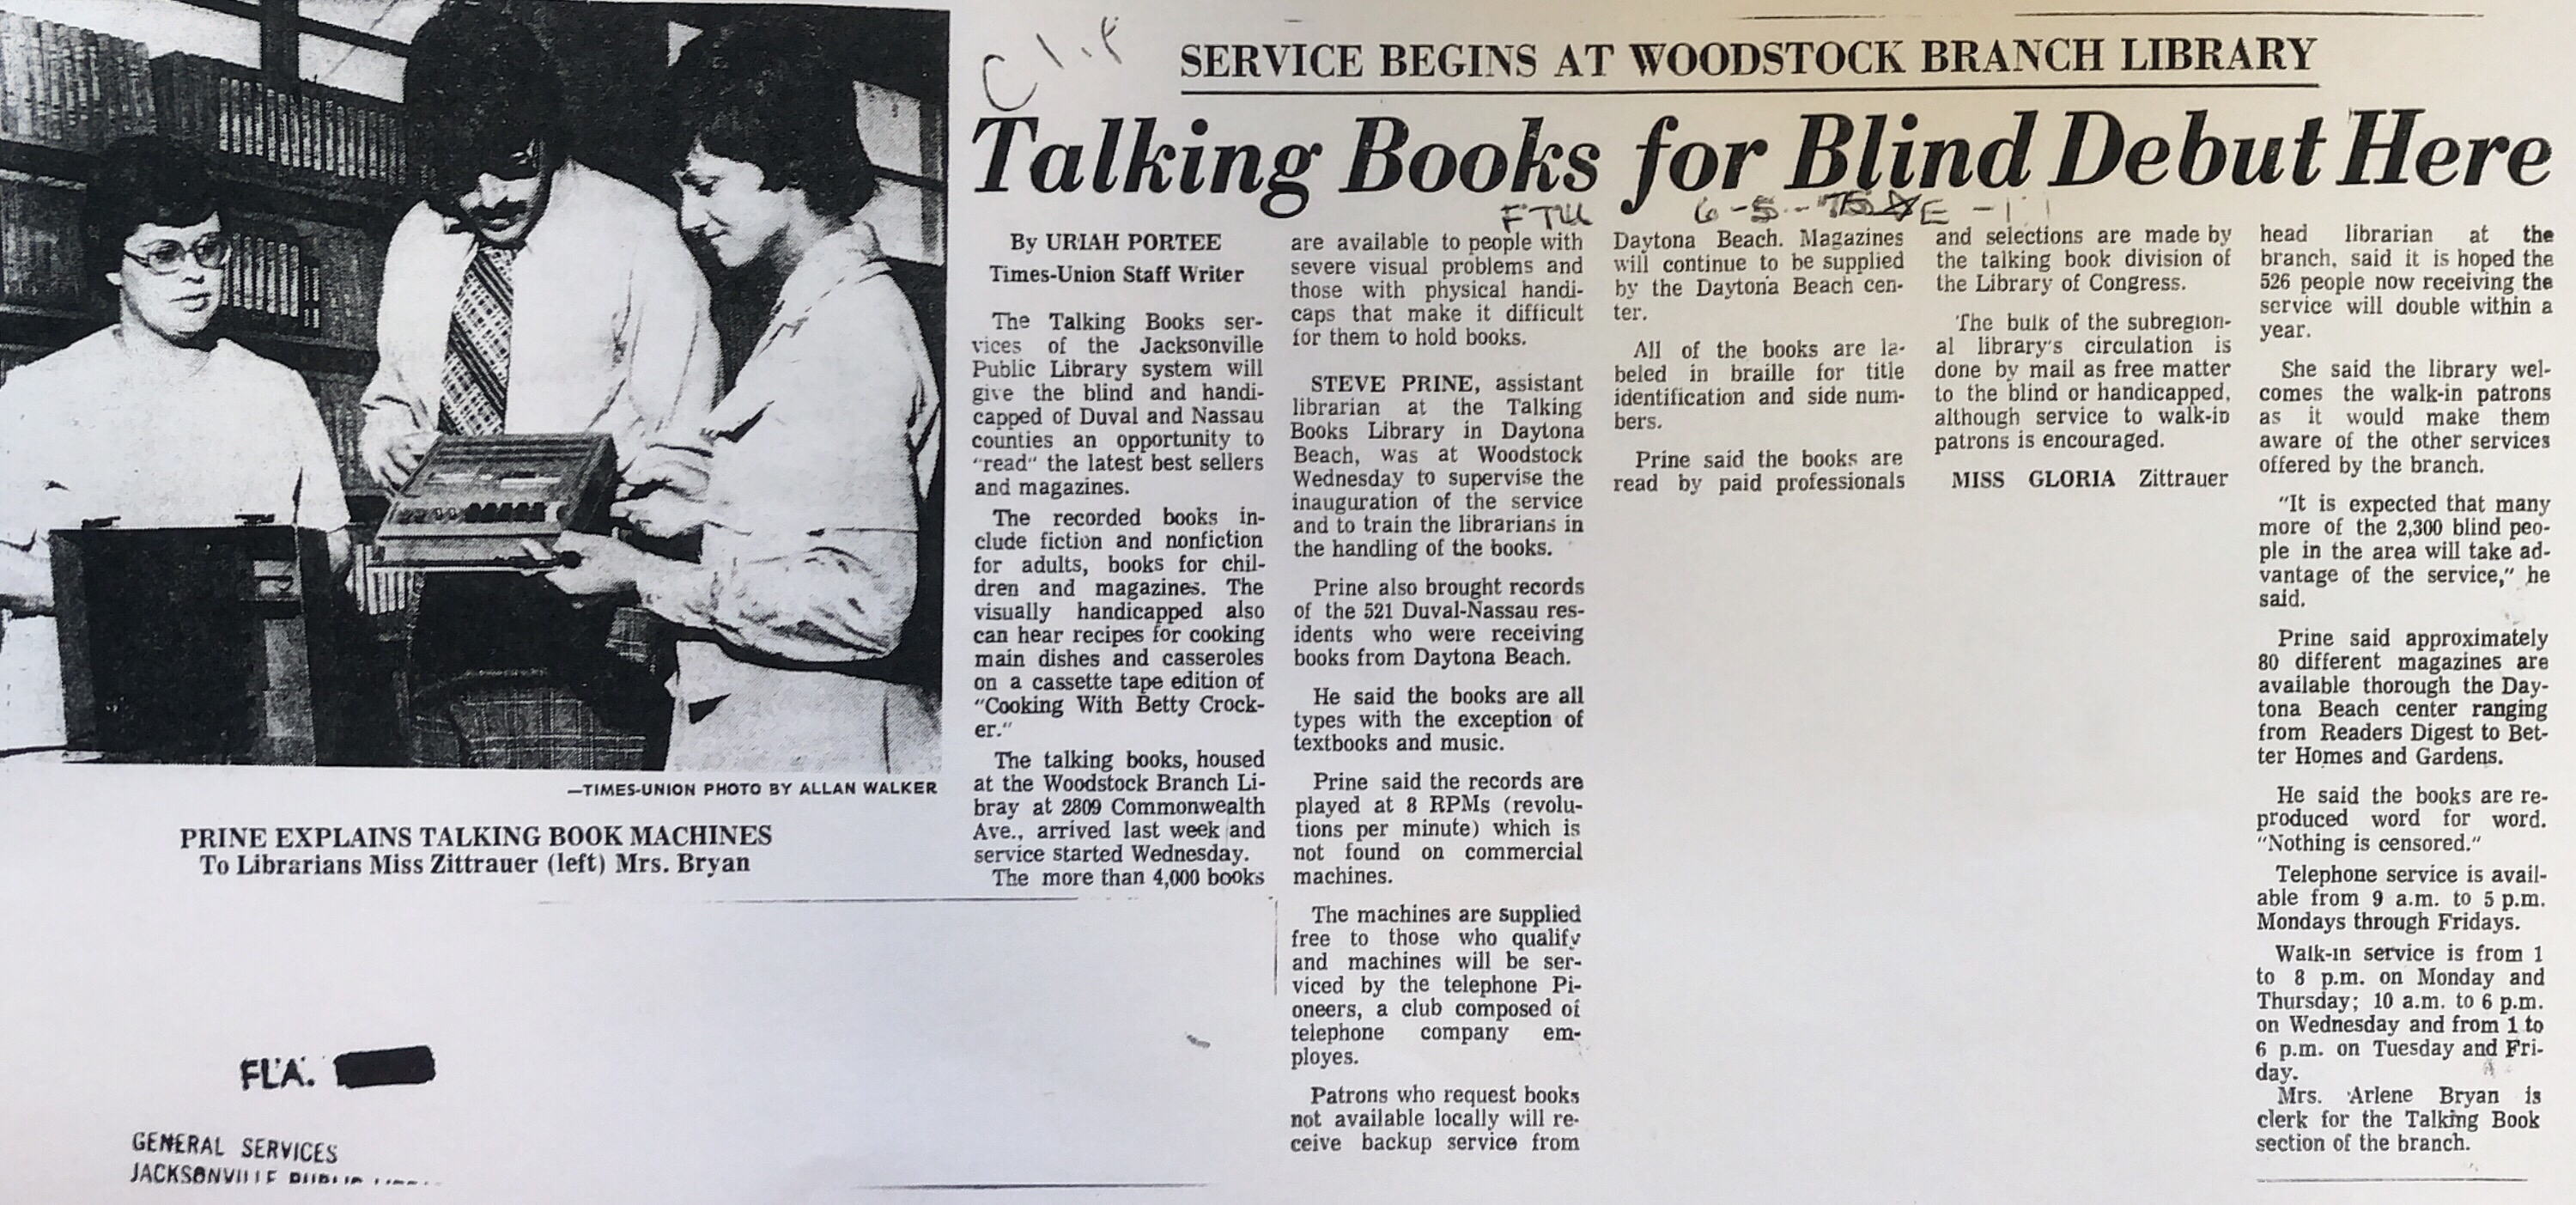 Clip
SERVICE BEGINS AT WOODSTOCK BRANCH LIBRARY
Talking Books for Blind Debut Here
FTU 6-5-75 E-1
—TIMES-UNION PHOTO BY ALLAN WALKER
PRINE EXPLAINS TALKING BOOK MACHINES
To Librarians Miss Zittrauer (left) Mrs. Bryan
By URIAH PORTEE
Times-Union Staff Writer
The Talking Books ser-
vices of the Jacksonville
Public Library system will
give the blind and handi-
capped of Duval and Nassau
counties an opportunity to
"read" the latest best sellers
and magazines.
The recorded books in-
clude fiction and nonfiction
for adults, books for chil-
dren and magazines. The
visually handicapped also
can hear recipes for cooking
main dishes and casseroles
on a cassette tape edition of
"Cooking With Betty Crock-
er."
The talking books, housed
at the Woodstock Branch Li-
bray at 2809 Commonwealth
Ave., arrived last week and
service started Wednesday.
The more than 4,000 books
are available to people with
severe visual problems and
those with physical handi-
caps that make it difficult
for them to hold books.
STEVE PRINE, assistant
librarian at the Talking
Books Library in Daytona
Beach, was at Woodstock
Wednesday to supervise the
inauguration of the service
and to train the librarians in
the handling of the books.
Prine also brought records
of the 521 Duval-Nassau res-
idents who were receiving
books from Daytona Beach.
He said the books are all
types with the exception of
textbooks and music.
Prine said the records are
played at 8 RPMs (revolu-
tions per minute) which is
not found on commercial
machines.
The machines are supplied
free to those who qualify
and machines will be ser-
viced by the telephone Pi-
oneers, a club composed of
telephone company em-
ployes.
Patrons who request books
not available locally will re-
ceive backup service from
Daytona Beach. Magazines
will continue to be supplied
by the Daytona Beach cen-
ter.
All of the books are la-
beled in braille for title
identification and side num-
bers.
Prine said the books are
read by paid professionals
and selections are made by
the talking book division of
the Library of Congress.
The bulk of the subregion-
al library's circulation is
done by mail as free matter
to the blind or handicapped,
although service to walk-in
patrons is encouraged.
MISS GLORIA Zittrauer
head librarian at the
branch, said it is hoped the
526 people now receiving the
service will double within a
year.
She said the library wel-
comes the walk-in patrons
as it would make them
aware of the other services
offered by the branch.
"It is expected that many
more of the 2,300 blind peo-
ple in the area will take ad-
vantage of the service," he
said.
Prine said approximately
80 different magazines are
available thorough the Day-
tona Beach center ranging
from Readers Digest to Bet-
ter Homes and Gardens.
He said the books are re-
produced word for word.
"Nothing is censored."
Telephone service is avail-
able from 9 a.m. to 5 p.m.
Mondays through Fridays.
Walk-in service is from 1
to 8 p.m. on Monday and
Thursday; 10 a.m. to 6 p.m.
on Wednesday and from 1 to
6 p.m. on Tuesday and Fri-
day.
Mrs. Arlene Bryan is
clerk for the Talking Book
section of the branch.
FLA.
GENERAL SERVICES
JACKSONVILLE PUBLIC